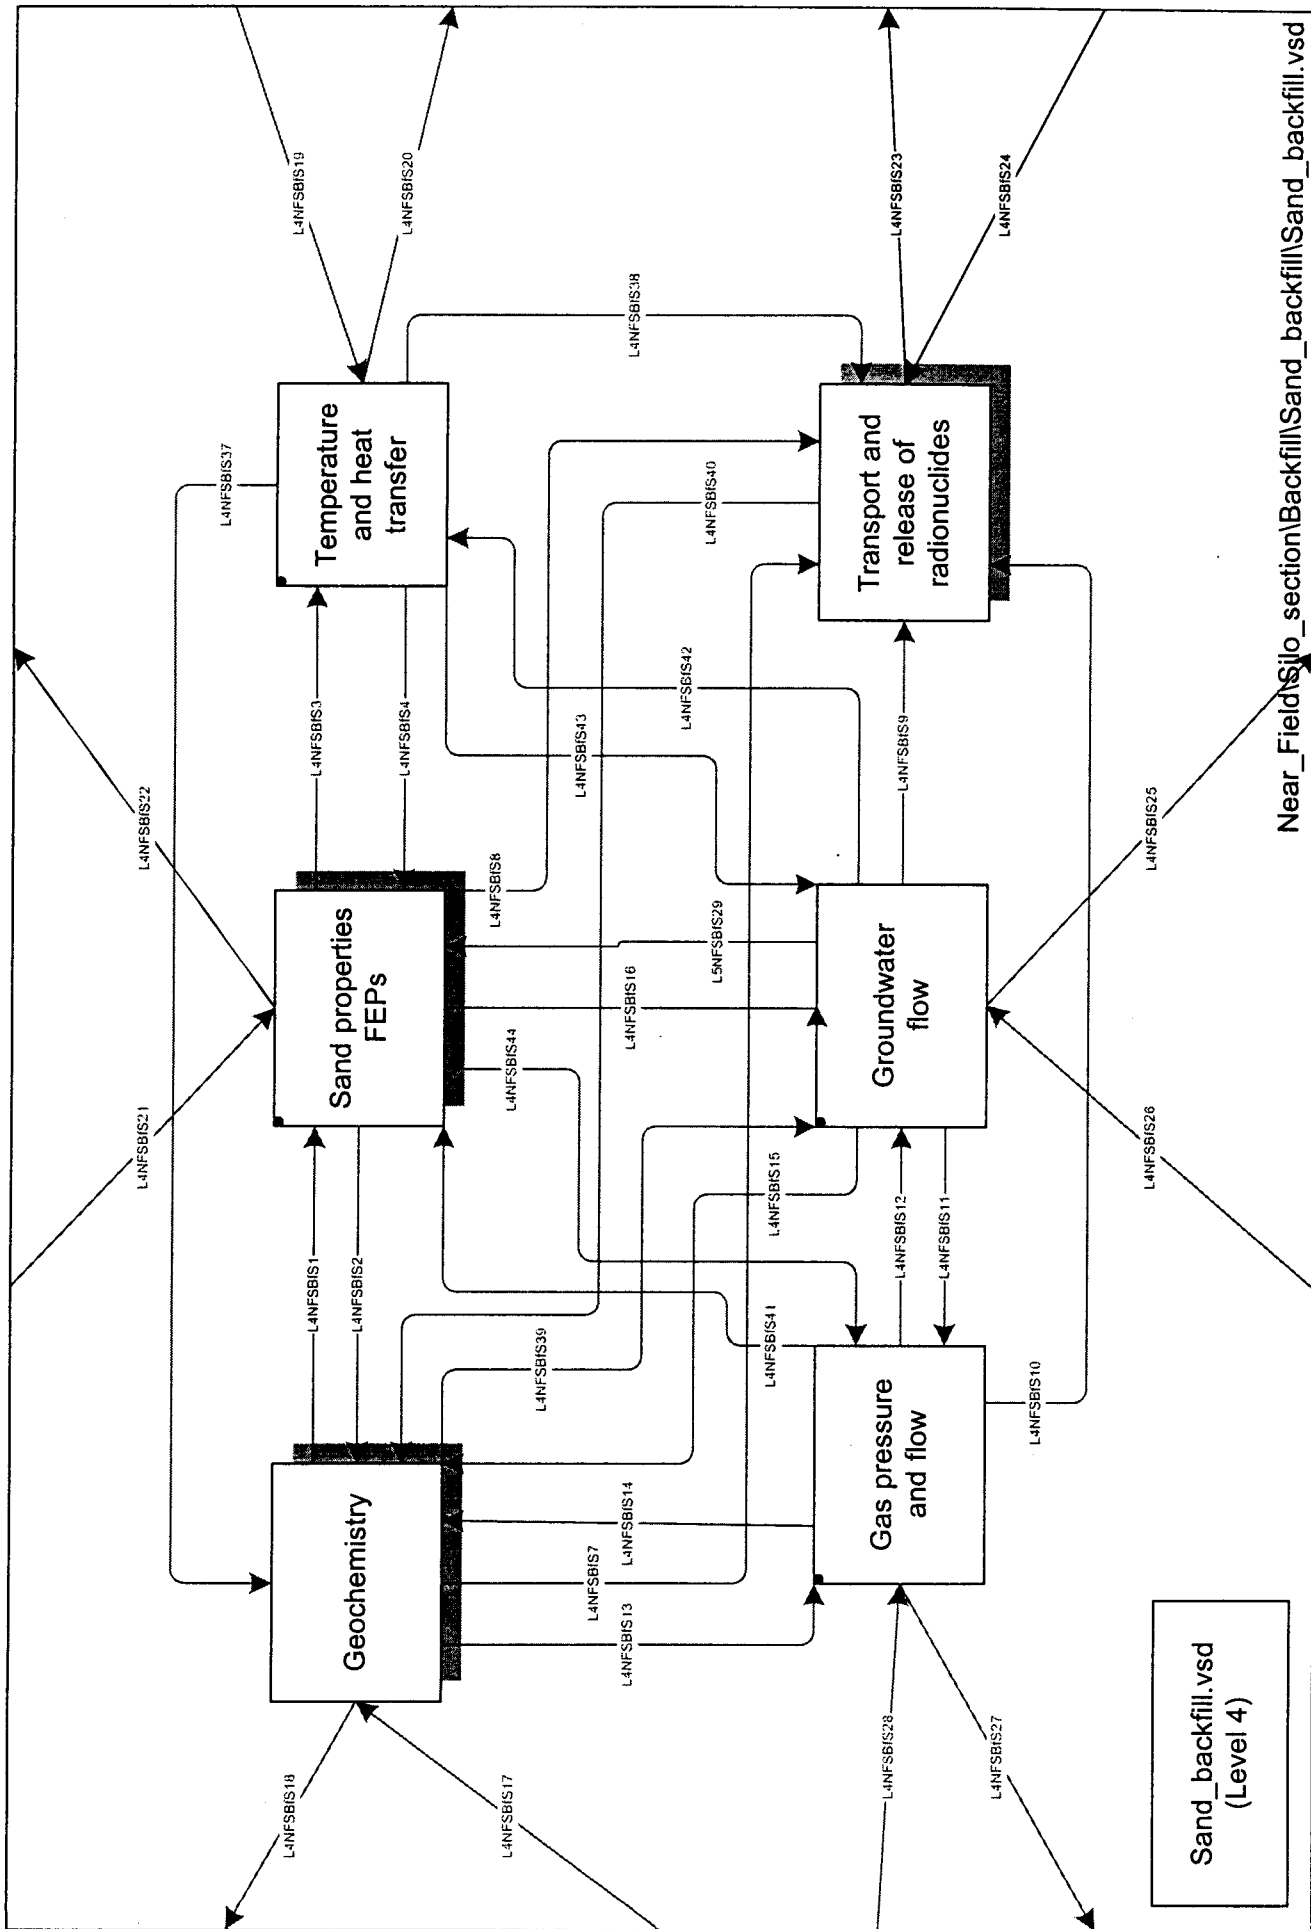 L4NFSBfS22
L4NFSBfS21
L4NFSBfS37
L4NFSBfS18
L4NFSBfS17
Geochemistry
L4NFSBfS1
L4NFSBfS2
Sand properties
FEPs
L4NFSBfS3
L4NFSBfS4
Temperature
and heat
transfer
L4NFSBfS19
L4NFSBfS20
L4NFSBfS8
L4NFSBfS44
L4NFSBfS39
L4NFSBfS43
L4NFSBfS7
L4NFSBfS13
L4NFSBfS14
L4NFSBfS16
L5NFSBfS29
L4NFSBfS38
L4NFSBfS42
L4NFSBfS40
L4NFSBfS15
L4NFSBfS41
L4NFSBfS28
L4NFSBfS27
Gas pressure
and flow
L4NFSBfS12
L4NFSBfS11
Groundwater
flow
L4NFSBfS9
Transport and
release of
radionuclides
L4NFSBfS23
L4NFSBfS24
L4NFSBfS10
L4NFSBfS26
L4NFSBfS25
Sand_backfill.vsd
(Level 4)
Near_Field\Silo_section\Backfill\Sand_backfill\Sand_backfill.vsd